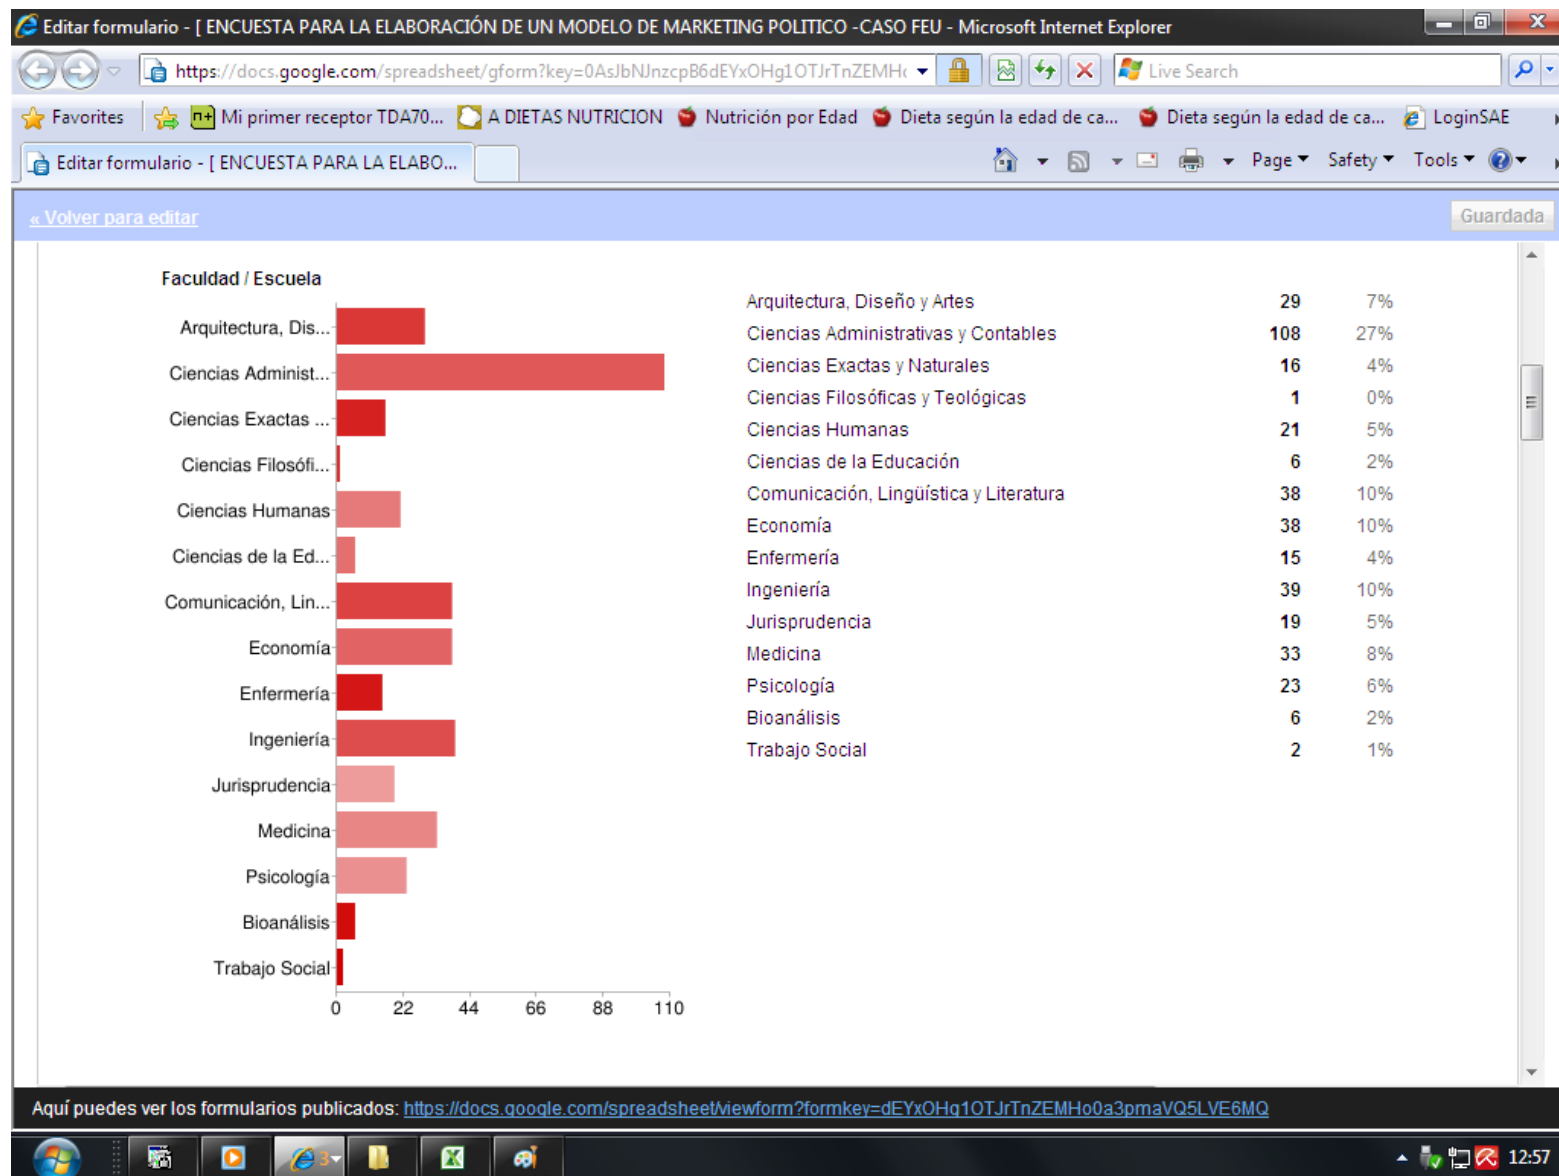 Editar formulario - [ ENCUESTA PARA LA ELABORACIÓN DE UN MODELO DE MARKETING POLITICO -CASO FEU - Microsoft Internet Explorer
https://docs.google.com/spreadsheet/gform?key=0AsJbNJnzcpB6dEYxOHg1OTJrTnZEMH
Live Search
Favorites
Mi primer receptor TDA70...
A DIETAS NUTRICION
Nutrición por Edad
Dieta según la edad de ca...
Dieta según la edad de ca...
LoginSAE
Editar formulario - [ ENCUESTA PARA LA ELABO...
Page
Safety
Tools
« Volver para editar
Guardada
Faculdad / Escuela
Arquitectura, Dis...
Ciencias Administ...
Ciencias Exactas ...
Ciencias Filosófi...
Ciencias Humanas
Ciencias de la Ed...
Comunicación, Lin...
Economía
Enfermería
Ingeniería
Jurisprudencia
Medicina
Psicología
Bioanálisis
Trabajo Social
0 22 44 66 88 110
Arquitectura, Diseño y Artes 29 7%
Ciencias Administrativas y Contables 108 27%
Ciencias Exactas y Naturales 16 4%
Ciencias Filosóficas y Teológicas 1 0%
Ciencias Humanas 21 5%
Ciencias de la Educación 6 2%
Comunicación, Lingüística y Literatura 38 10%
Economía 38 10%
Enfermería 15 4%
Ingeniería 39 10%
Jurisprudencia 19 5%
Medicina 33 8%
Psicología 23 6%
Bioanálisis 6 2%
Trabajo Social 2 1%
Aquí puedes ver los formularios publicados: https://docs.google.com/spreadsheet/viewform?formkey=dEYxOHg1OTJrTnZEMHo0a3pmaVQ5LVE6MQ
3
12:57